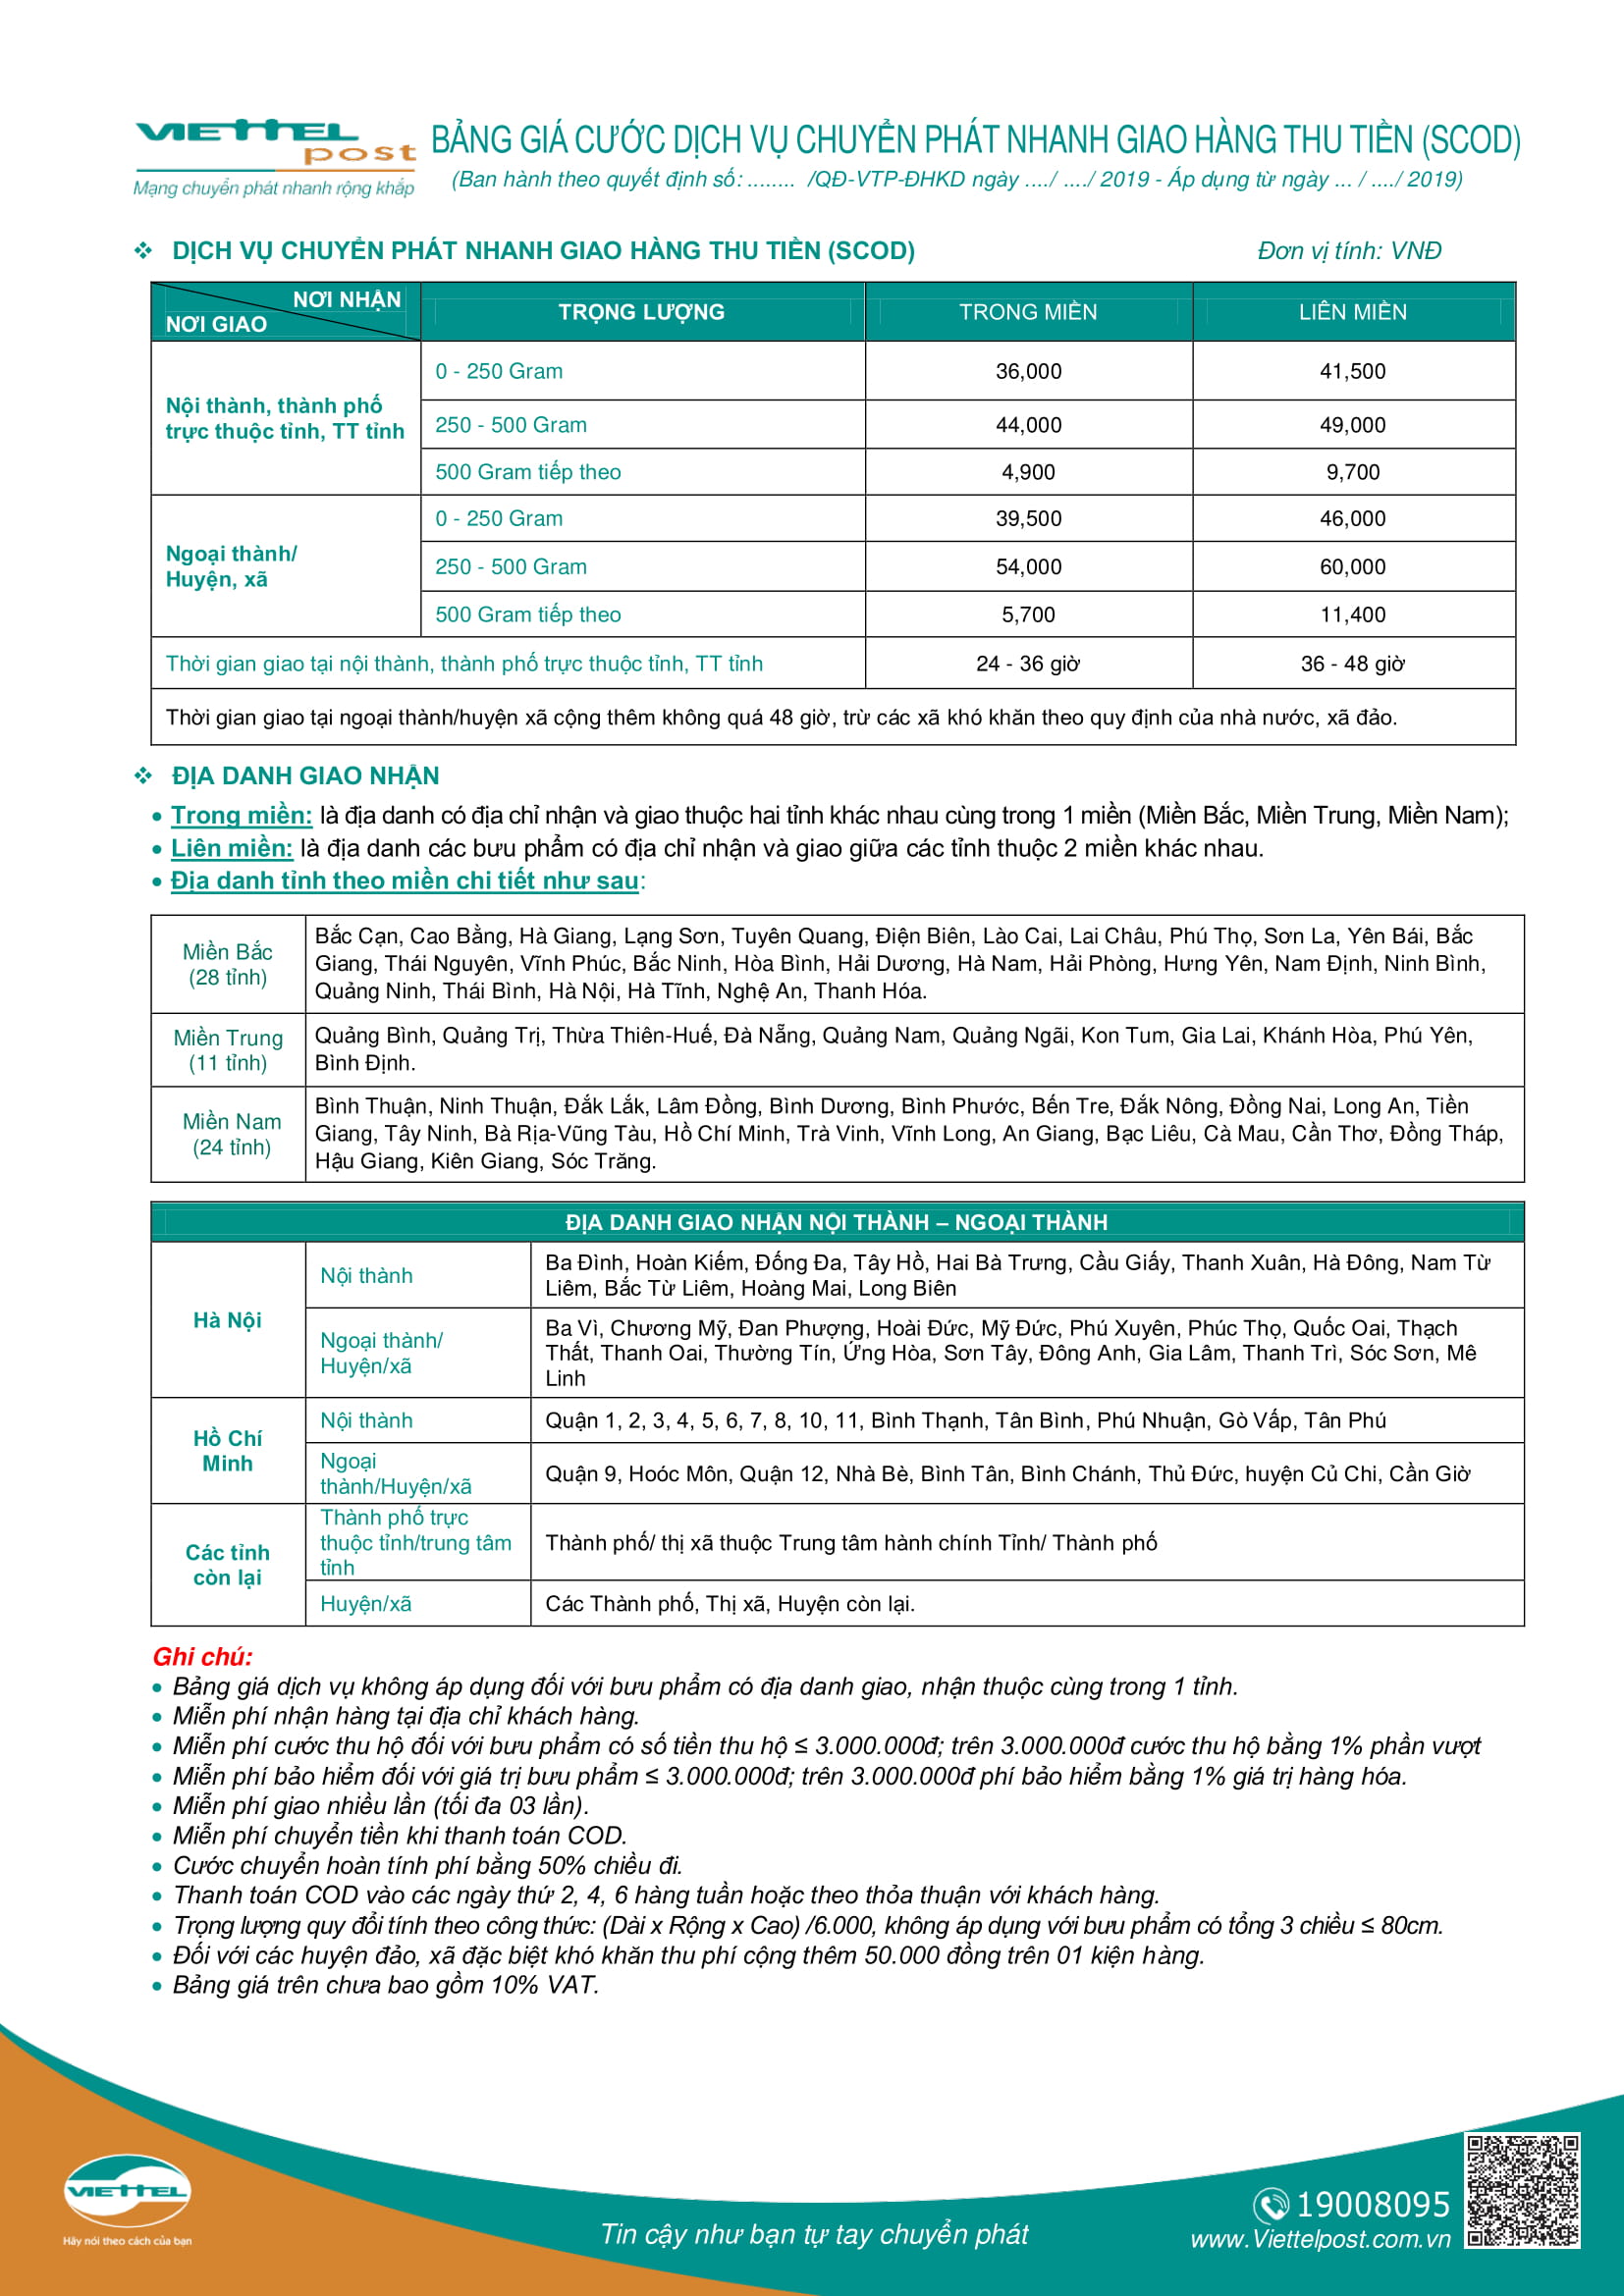 VIETTEL
post
Mạng chuyển phát nhanh rộng khắp
BẢNG GIÁ CƯỚC DỊCH VỤ CHUYỂN PHÁT NHANH GIAO HÀNG THU TIỀN (SCOD)
(Ban hành theo quyết định số: ........ /QĐ-VTP-ĐHKD ngày ..../ ..../ 2019 - Áp dụng từ ngày ... / ..../ 2019)
❖ DỊCH VỤ CHUYỂN PHÁT NHANH GIAO HÀNG THU TIỀN (SCOD) Đơn vị tính: VNĐ
NƠI NHẬN
NƠI GIAO
TRỌNG LƯỢNG TRONG MIỀN LIÊN MIỀN
Nội thành, thành phố
trực thuộc tỉnh, TT tỉnh
0 - 250 Gram 36,000 41,500
250 - 500 Gram 44,000 49,000
500 Gram tiếp theo 4,900 9,700
Ngoại thành/
Huyện, xã
0 - 250 Gram 39,500 46,000
250 - 500 Gram 54,000 60,000
500 Gram tiếp theo 5,700 11,400
Thời gian giao tại nội thành, thành phố trực thuộc tỉnh, TT tỉnh 24 - 36 giờ 36 - 48 giờ
Thời gian giao tại ngoại thành/huyện xã cộng thêm không quá 48 giờ, trừ các xã khó khăn theo quy định của nhà nước, xã đảo.
❖ ĐỊA DANH GIAO NHẬN
• Trong miền: là địa danh có địa chỉ nhận và giao thuộc hai tỉnh khác nhau cùng trong 1 miền (Miền Bắc, Miền Trung, Miền Nam);
• Liên miền: là địa danh các bưu phẩm có địa chỉ nhận và giao giữa các tỉnh thuộc 2 miền khác nhau.
• Địa danh tỉnh theo miền chi tiết như sau:
Miền Bắc
(28 tỉnh)
Bắc Cạn, Cao Bằng, Hà Giang, Lạng Sơn, Tuyên Quang, Điện Biên, Lào Cai, Lai Châu, Phú Thọ, Sơn La, Yên Bái, Bắc
Giang, Thái Nguyên, Vĩnh Phúc, Bắc Ninh, Hòa Bình, Hải Dương, Hà Nam, Hải Phòng, Hưng Yên, Nam Định, Ninh Bình,
Quảng Ninh, Thái Bình, Hà Nội, Hà Tĩnh, Nghệ An, Thanh Hóa.
Miền Trung
(11 tỉnh)
Quảng Bình, Quảng Trị, Thừa Thiên-Huế, Đà Nẵng, Quảng Nam, Quảng Ngãi, Kon Tum, Gia Lai, Khánh Hòa, Phú Yên,
Bình Định.
Miền Nam
(24 tỉnh)
Bình Thuận, Ninh Thuận, Đắk Lắk, Lâm Đồng, Bình Dương, Bình Phước, Bến Tre, Đắk Nông, Đồng Nai, Long An, Tiền
Giang, Tây Ninh, Bà Rịa-Vũng Tàu, Hồ Chí Minh, Trà Vinh, Vĩnh Long, An Giang, Bạc Liêu, Cà Mau, Cần Thơ, Đồng Tháp,
Hậu Giang, Kiên Giang, Sóc Trăng.
ĐỊA DANH GIAO NHẬN NỘI THÀNH – NGOẠI THÀNH
Hà Nội
Nội thành
Ba Đình, Hoàn Kiếm, Đống Đa, Tây Hồ, Hai Bà Trưng, Cầu Giấy, Thanh Xuân, Hà Đông, Nam Từ
Liêm, Bắc Từ Liêm, Hoàng Mai, Long Biên
Ngoại thành/
Huyện/xã
Ba Vì, Chương Mỹ, Đan Phượng, Hoài Đức, Mỹ Đức, Phú Xuyên, Phúc Thọ, Quốc Oai, Thạch
Thất, Thanh Oai, Thường Tín, Ứng Hòa, Sơn Tây, Đông Anh, Gia Lâm, Thanh Trì, Sóc Sơn, Mê
Linh
Hồ Chí
Minh
Nội thành
Quận 1, 2, 3, 4, 5, 6, 7, 8, 10, 11, Bình Thạnh, Tân Bình, Phú Nhuận, Gò Vấp, Tân Phú
Ngoại
thành/Huyện/xã
Quận 9, Hoóc Môn, Quận 12, Nhà Bè, Bình Tân, Bình Chánh, Thủ Đức, huyện Củ Chi, Cần Giờ
Các tỉnh
còn lại
Thành phố trực
thuộc tỉnh/trung tâm
tỉnh
Thành phố/ thị xã thuộc Trung tâm hành chính Tỉnh/ Thành phố
Huyện/xã
Các Thành phố, Thị xã, Huyện còn lại.
Ghi chú:
• Bảng giá dịch vụ không áp dụng đối với bưu phẩm có địa danh giao, nhận thuộc cùng trong 1 tỉnh.
• Miễn phí nhận hàng tại địa chỉ khách hàng.
• Miễn phí cước thu hộ đối với bưu phẩm có số tiền thu hộ ≤ 3.000.000đ; trên 3.000.000đ cước thu hộ bằng 1% phần vượt
• Miễn phí bảo hiểm đối với giá trị bưu phẩm ≤ 3.000.000đ; trên 3.000.000đ phí bảo hiểm bằng 1% giá trị hàng hóa.
• Miễn phí giao nhiều lần (tối đa 03 lần).
• Miễn phí chuyển tiền khi thanh toán COD.
• Cước chuyển hoàn tính phí bằng 50% chiều đi.
• Thanh toán COD vào các ngày thứ 2, 4, 6 hàng tuần hoặc theo thỏa thuận với khách hàng.
• Trọng lượng quy đổi tính theo công thức: (Dài x Rộng x Cao) /6.000, không áp dụng với bưu phẩm có tổng 3 chiều ≤ 80cm.
• Đối với các huyện đảo, xã đặc biệt khó khăn thu phí cộng thêm 50.000 đồng trên 01 kiện hàng.
• Bảng giá trên chưa bao gồm 10% VAT.
VIETTEL
Hãy nói theo cách của bạn
Tin cậy như bạn tự tay chuyển phát
19008095
www.Viettelpost.com.vn